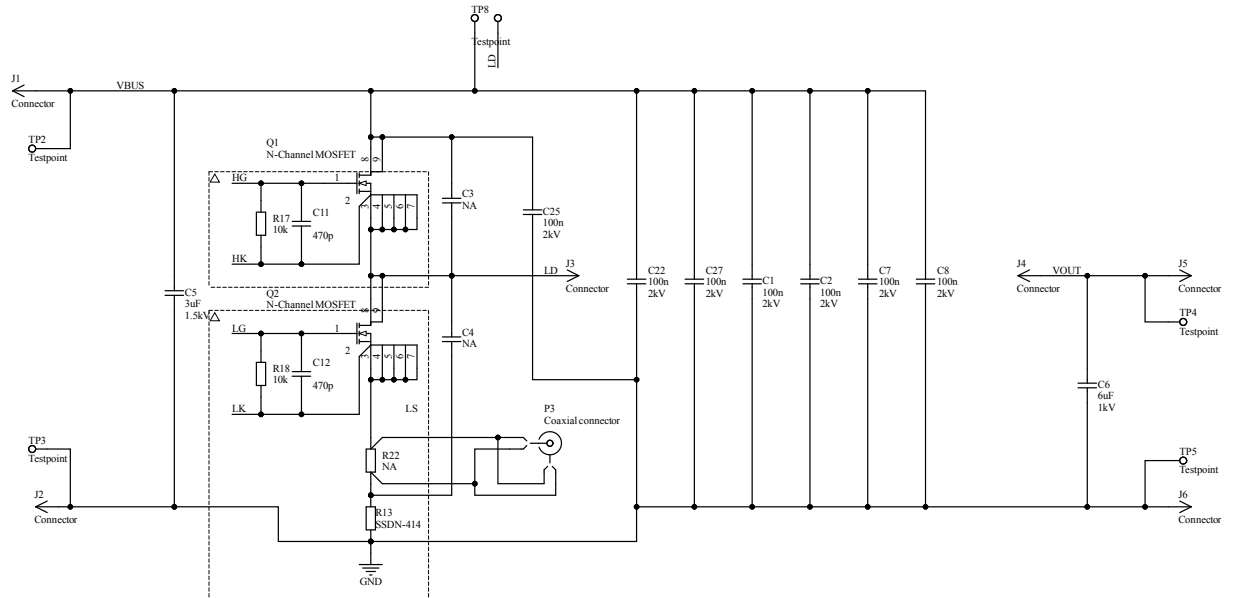 TP8
Testpoint
LD
J1
Connector
VBUS
TP2
Testpoint
Q1
N-Channel MOSFET
8
9
HG
1
2
3
4
5
6
7
R17
10k
C11
470p
HK
C3
NA
C25
100n
2kV
LD
J3
Connector
C5
3uF
1.5kV
Q2
N-Channel MOSFET
8
9
LG
1
2
3
4
5
6
7
R18
10k
C12
470p
LK
LS
C4
NA
C22
100n
2kV
C27
100n
2kV
C1
100n
2kV
C2
100n
2kV
C7
100n
2kV
C8
100n
2kV
J4
Connector
VOUT
J5
Connector
TP4
Testpoint
C6
6uF
1kV
P3
Coaxial connector
R22
NA
TP3
Testpoint
J2
Connector
R13
SSDN-414
GND
TP5
Testpoint
J6
Connector